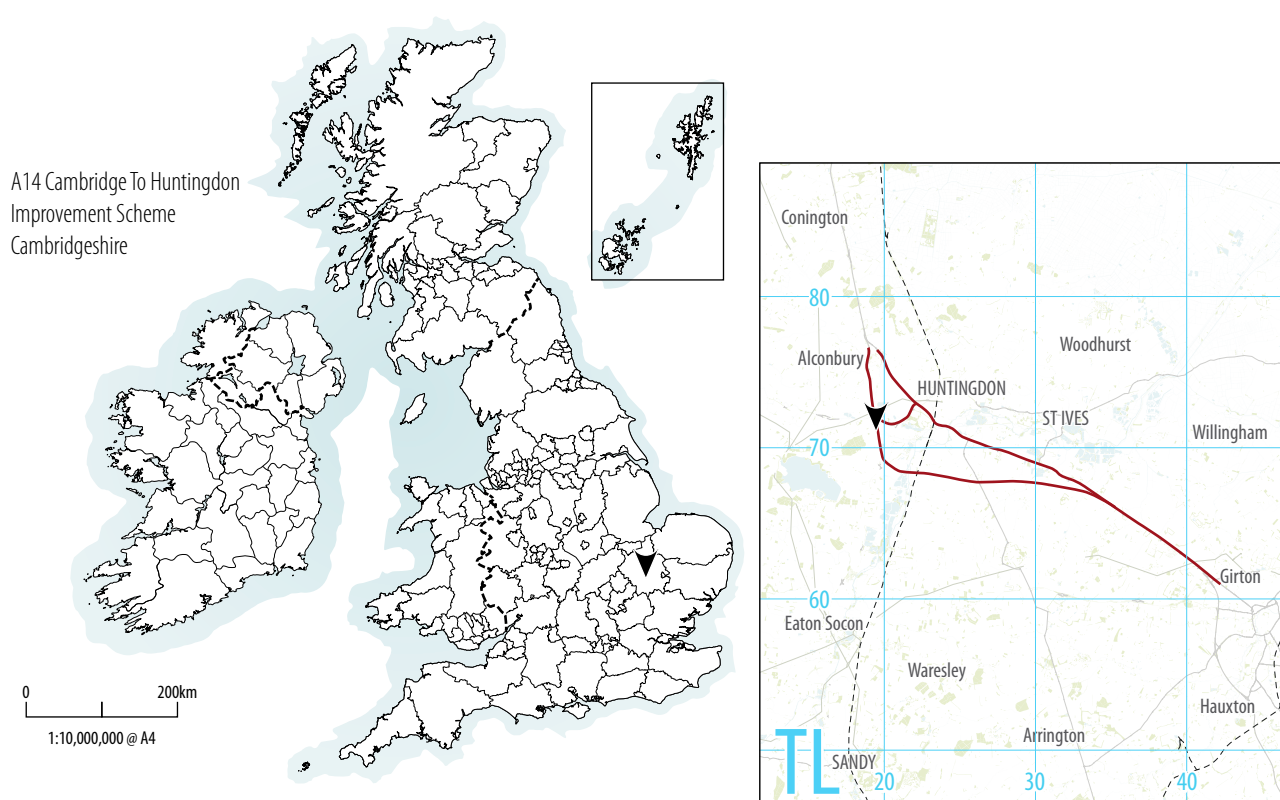 A14 Cambridge To Huntingdon
Improvement Scheme
Cambridgeshire
0 200km
1:10,000,000 @ A4
Conington
80
Woodhurst
Alconbury
HUNTINGDON
ST IVES
Willingham
70
Girton
60
Eaton Socon
Waresley
Hauxton
Arrington
TL
SANDY
20 30 40